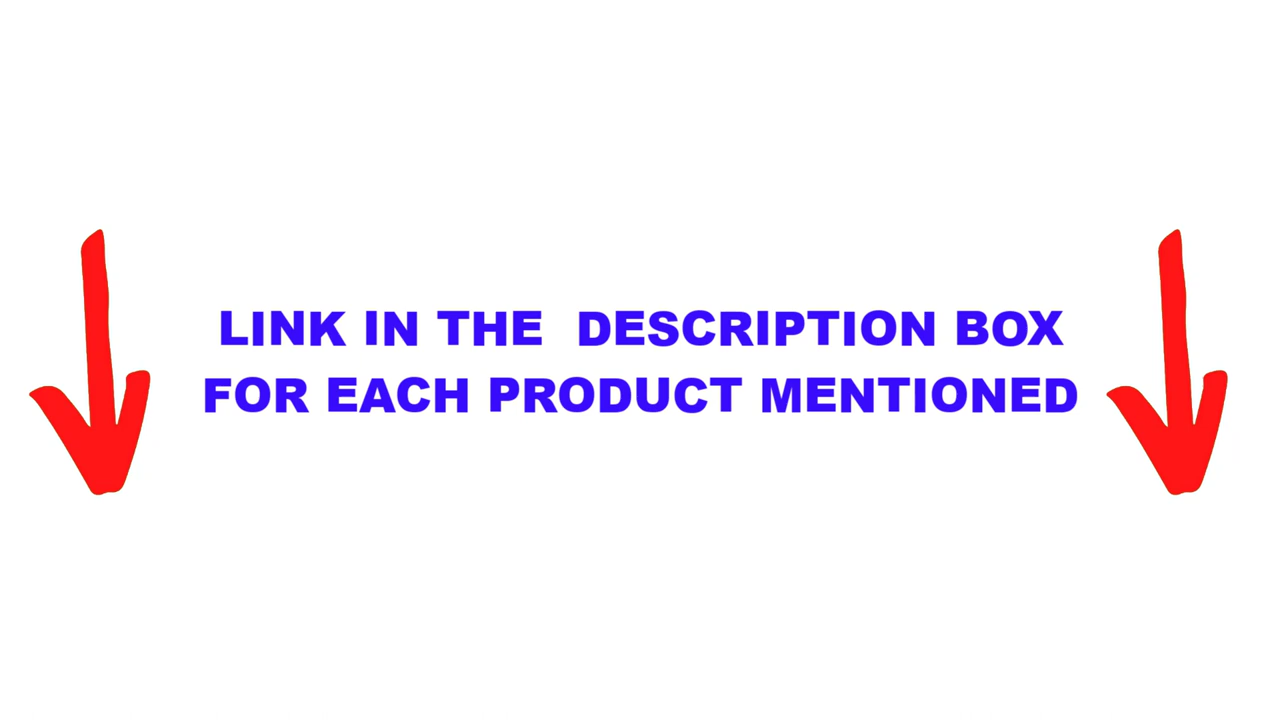 LINK IN THE  DESCRIPTION BOX
FOR EACH PRODUCT MENTIONED